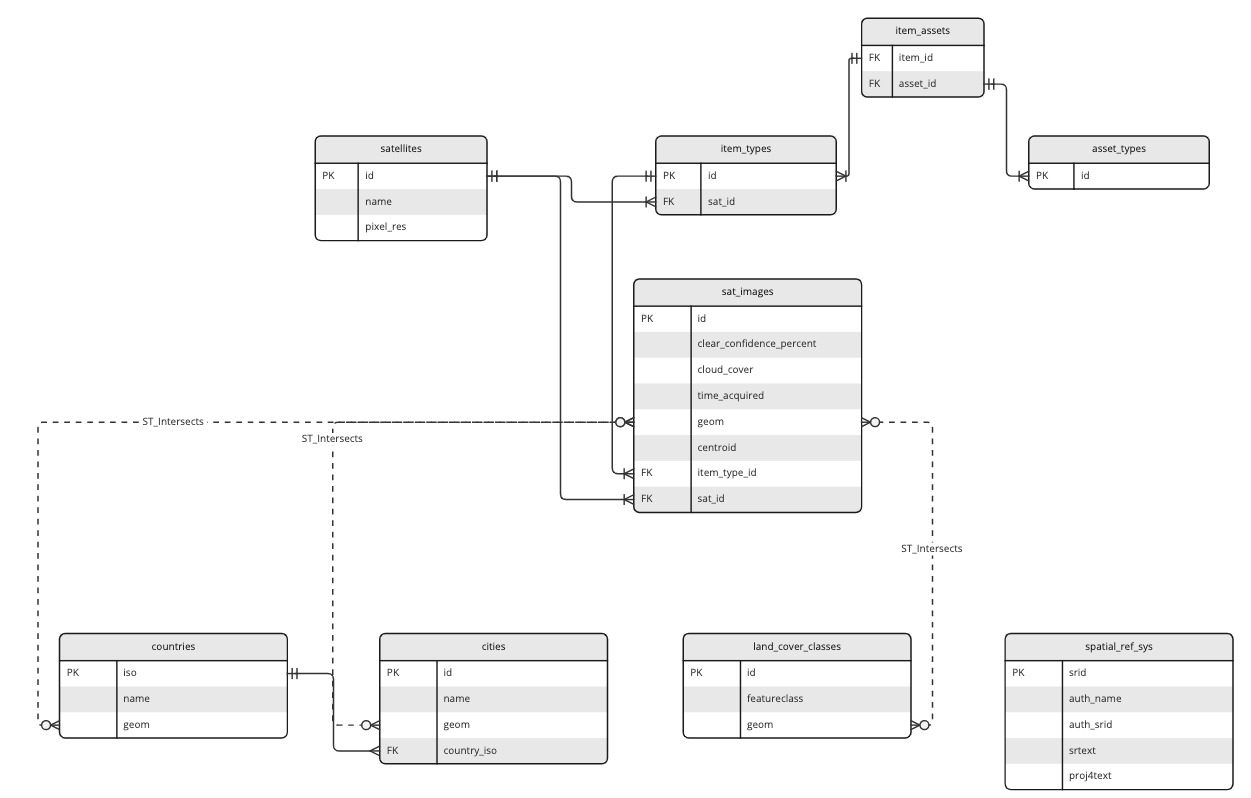 item_assets
FK item_id
FK asset_id
satellites
PK id
name
pixel_res
item_types
PK id
FK sat_id
asset_types
PK id
sat_images
PK id
clear_confidence_percent
cloud_cover
time_acquired
geom
centroid
FK item_type_id
FK sat_id
ST_Intersects
ST_Intersects
ST_Intersects
countries
PK iso
name
geom
cities
PK id
name
geom
FK country_iso
land_cover_classes
PK id
featureclass
geom
spatial_ref_sys
PK srid
auth_name
auth_srid
srtext
proj4text